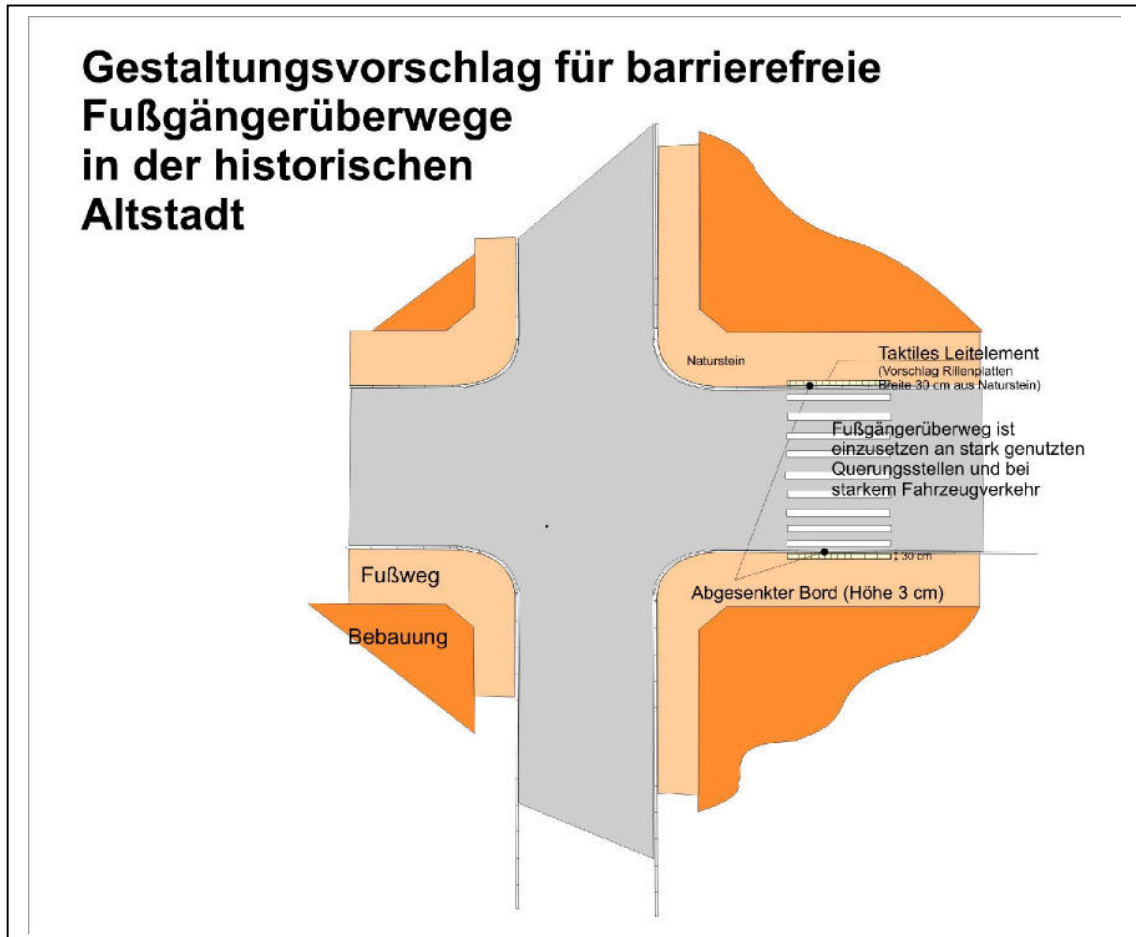 Gestaltungsvorschlag für barrierefreie
Fußgängerüberwege
in der historischen
Altstadt
Naturstein
Taktiles Leitelement
(Vorschlag Rillenplatten
Breite 30 cm aus Naturstein)
Fußgängerüberweg ist
einzusetzen an stark genutzten
Querungsstellen und bei
starkem Fahrzeugverkehr
30 cm
Fußweg
Abgesenkter Bord (Höhe 3 cm)
Bebauung